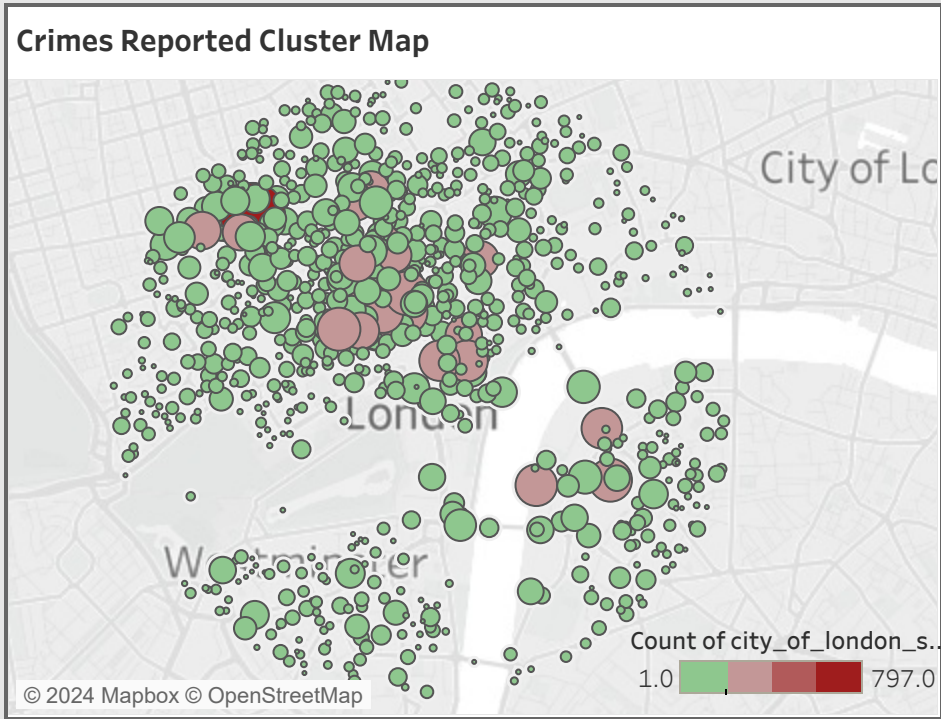 Crimes Reported Cluster Map
City of Lo
London
Westminster
Count of city_of_london_s..
1.0 797.0
© 2024 Mapbox © OpenStreetMap